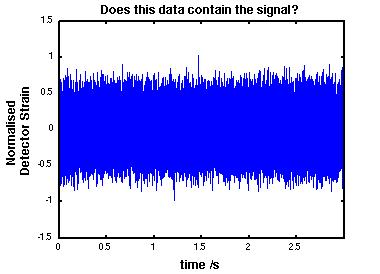 Does this data contain the signal?
1.5
1
0.5
0
-0.5
-1
-1.5
Normalised
Detector Strain
0 0.5 1 1.5 2 2.5
time /s